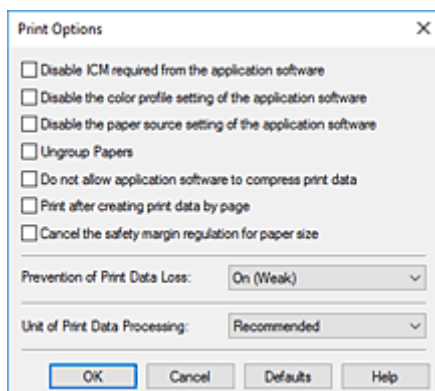 Print Options
Disable ICM required from the application software
Disable the color profile setting of the application software
Disable the paper source setting of the application software
Ungroup Papers
Do not allow application software to compress print data
Print after creating print data by page
Cancel the safety margin regulation for paper size
Prevention of Print Data Loss: On (Weak)
Unit of Print Data Processing: Recommended
OK Cancel Defaults Help